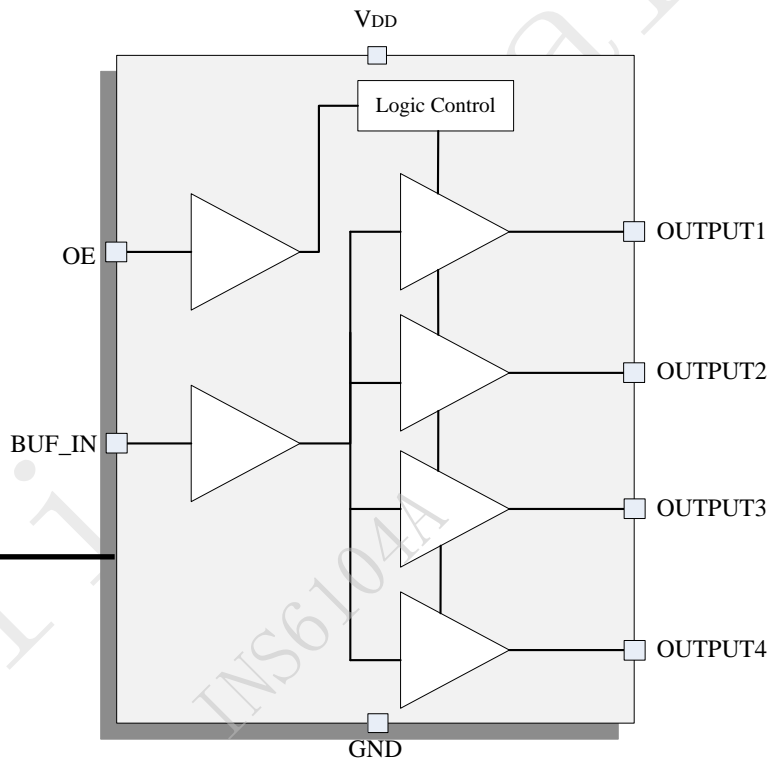 VDD
Logic Control
OE
OUTPUT1
OUTPUT2
BUF_IN
OUTPUT3
INS6104A
OUTPUT4
GND